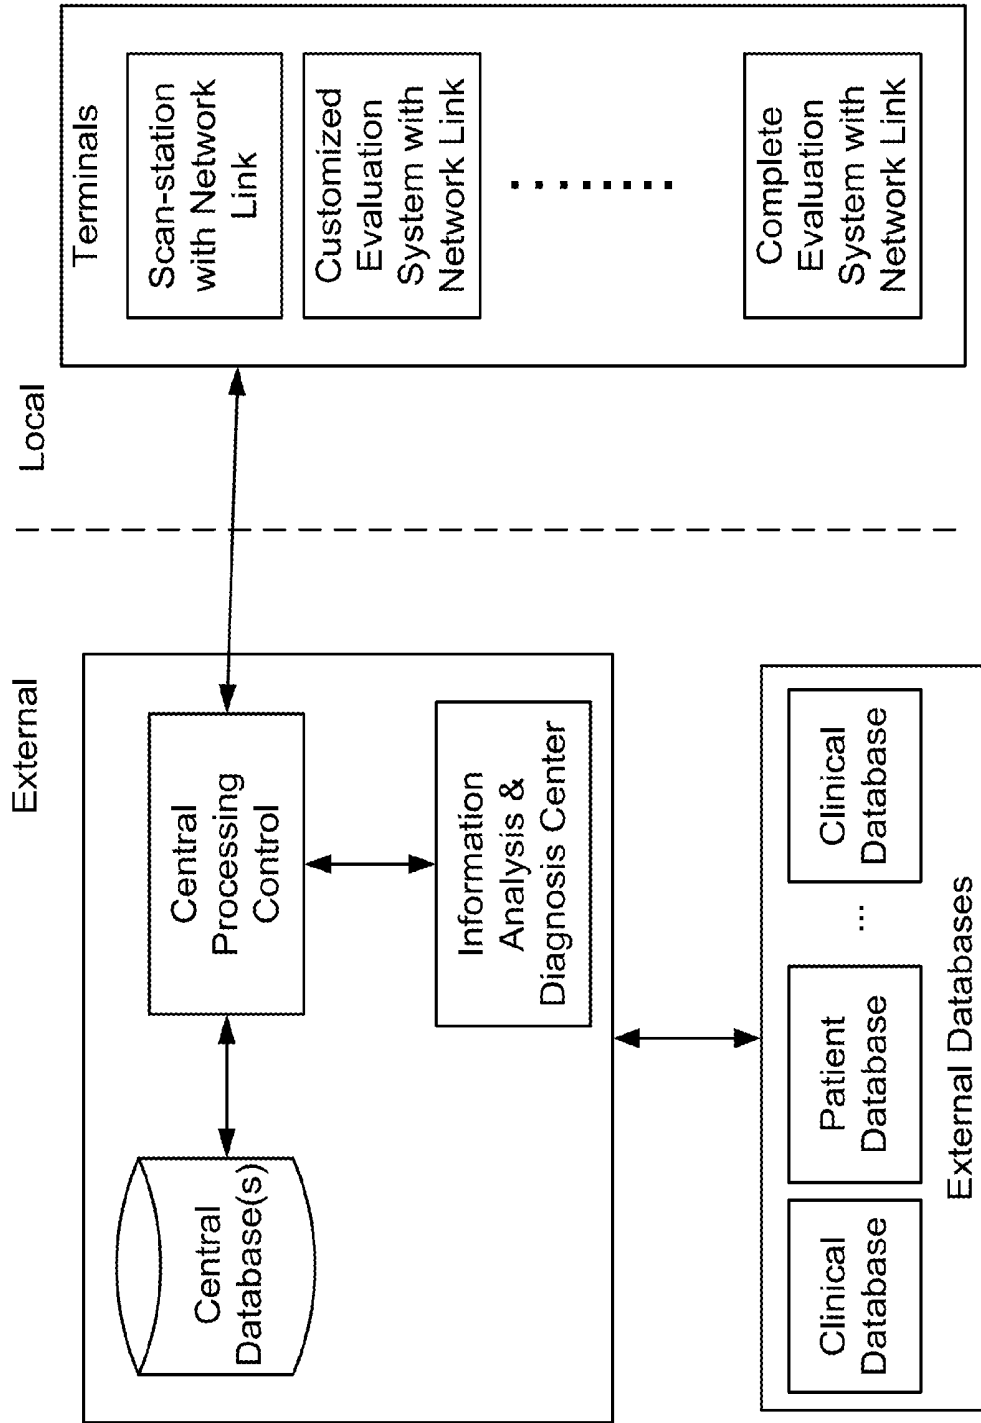 External
Local
Central
Database(s)
Central
Processing
Control
Information
Analysis &
Diagnosis Center
Terminals
Scan-station
with Network
Link
Customized
Evaluation
System with
Network Link
........
Complete
Evaluation
System with
Network Link
Clinical
Database
Patient
Database
...
Clinical
Database
External Databases